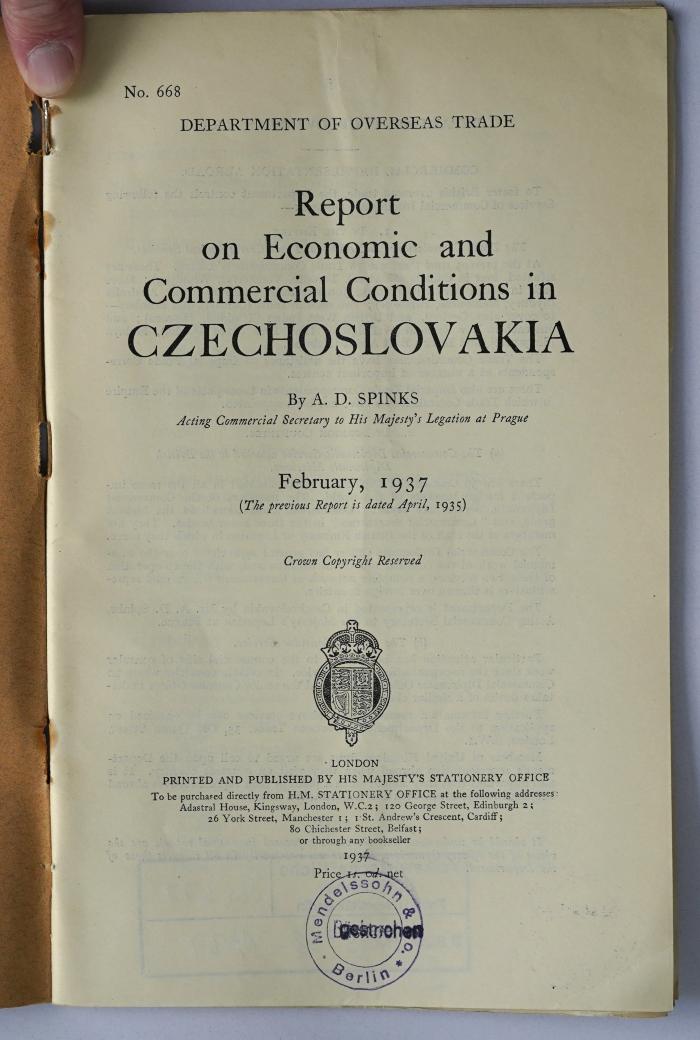 No. 668
DEPARTMENT OF OVERSEAS TRADE
Report
on Economic and
Commercial Conditions in
CZECHOSLOVAKIA
By A. D. SPINKS
Acting Commercial Secretary to His Majesty's Legation at Prague
February, 1937
(The previous Report is dated April, 1935)
Crown Copyright Reserved
LONDON
PRINTED AND PUBLISHED BY HIS MAJESTY'S STATIONERY OFFICE
To be purchased directly from H.M. STATIONERY OFFICE at the following addresses:
Adastral House, Kingsway, London, W.C.2; 120 George Street, Edinburgh 2;
26 York Street, Manchester 1; 1 St. Andrew's Crescent, Cardiff;
80 Chichester Street, Belfast;
or through any bookseller
1937
Price 1s. 0d. net
Mendelssohn & Co.
gestrichen
Berlin